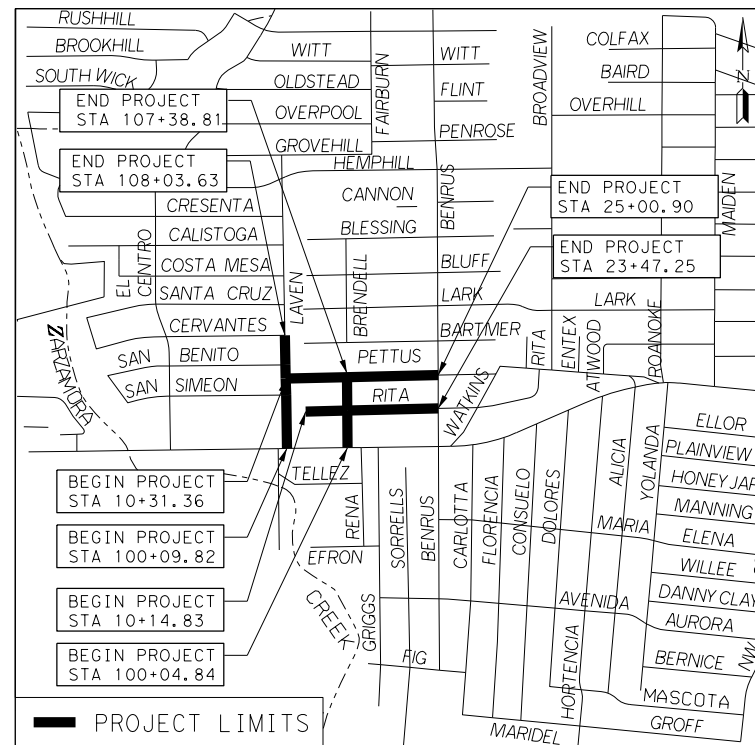 RUSHHILL
BROOKHILL
SOUTH WICK
WITT
OLDSTEAD
OVERPOOL
GROVEHILL
HEMPHILL
FAIRBURN
WITT
FLINT
PENROSE
BENRUS
BROADVIEW
COLFAX
BAIRD
OVERHILL
N
MAIDEN
END PROJECT
STA 107+38.81
END PROJECT
STA 108+03.63
END PROJECT
STA 25+00.90
END PROJECT
STA 23+47.25
CRESENTA
CALISTOGA
COSTA MESA
SANTA CRUZ
CERVANTES
SAN BENITO
SAN SIMEON
EL CENTRO
LAVEN
CANNON
BLESSING
BRENDELL
BLUFF
LARK
BARTMER
PETTUS
RITA
WATKINS
RITA
ENTEX
ATWOOD
LARK
ROANOKE
ZARZAMORA
CREEK
BEGIN PROJECT
STA 10+31.36
BEGIN PROJECT
STA 100+09.82
BEGIN PROJECT
STA 10+14.83
BEGIN PROJECT
STA 100+04.84
TELLEZ
RENA
EFRON
GRIGGS
SORRELLS
BENRUS
CARLOTTA
FLORENCIA
CONSUELO
DOLORES
ALICIA
YOLANDA
MARIA
AVENIDA
HORTENCIA
FIG
MARIDEL
ELLOR
PLAINVIEW
HONEY JAR
MANNING
ELENA
WILLEE
DANNY CLAY
AURORA
BERNICE
NW
MASCOTA
GROFF
PROJECT LIMITS